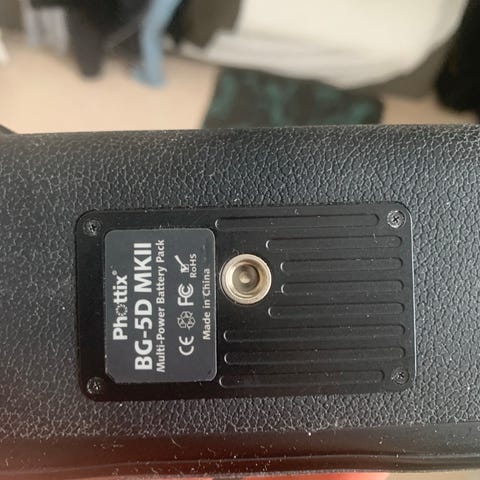 Phottix®
BG-5D MKII
Multi-Power Battery Pack
CE FC RoHS
Made in China